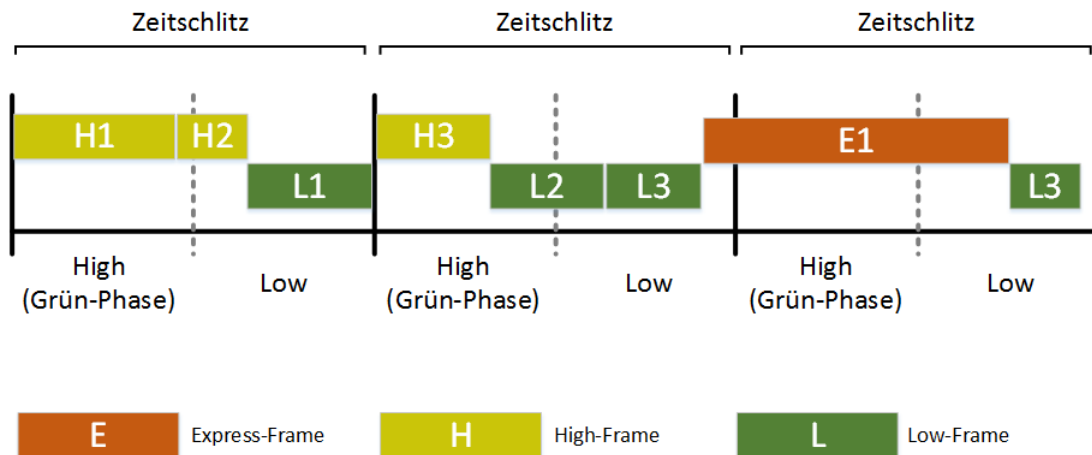 Zeitschlitz Zeitschlitz Zeitschlitz
H1 H2 H3 E1
L1 L2 L3 L3
High Low High Low High Low
(Grün-Phase) (Grün-Phase) (Grün-Phase)
E Express-Frame H High-Frame L Low-Frame